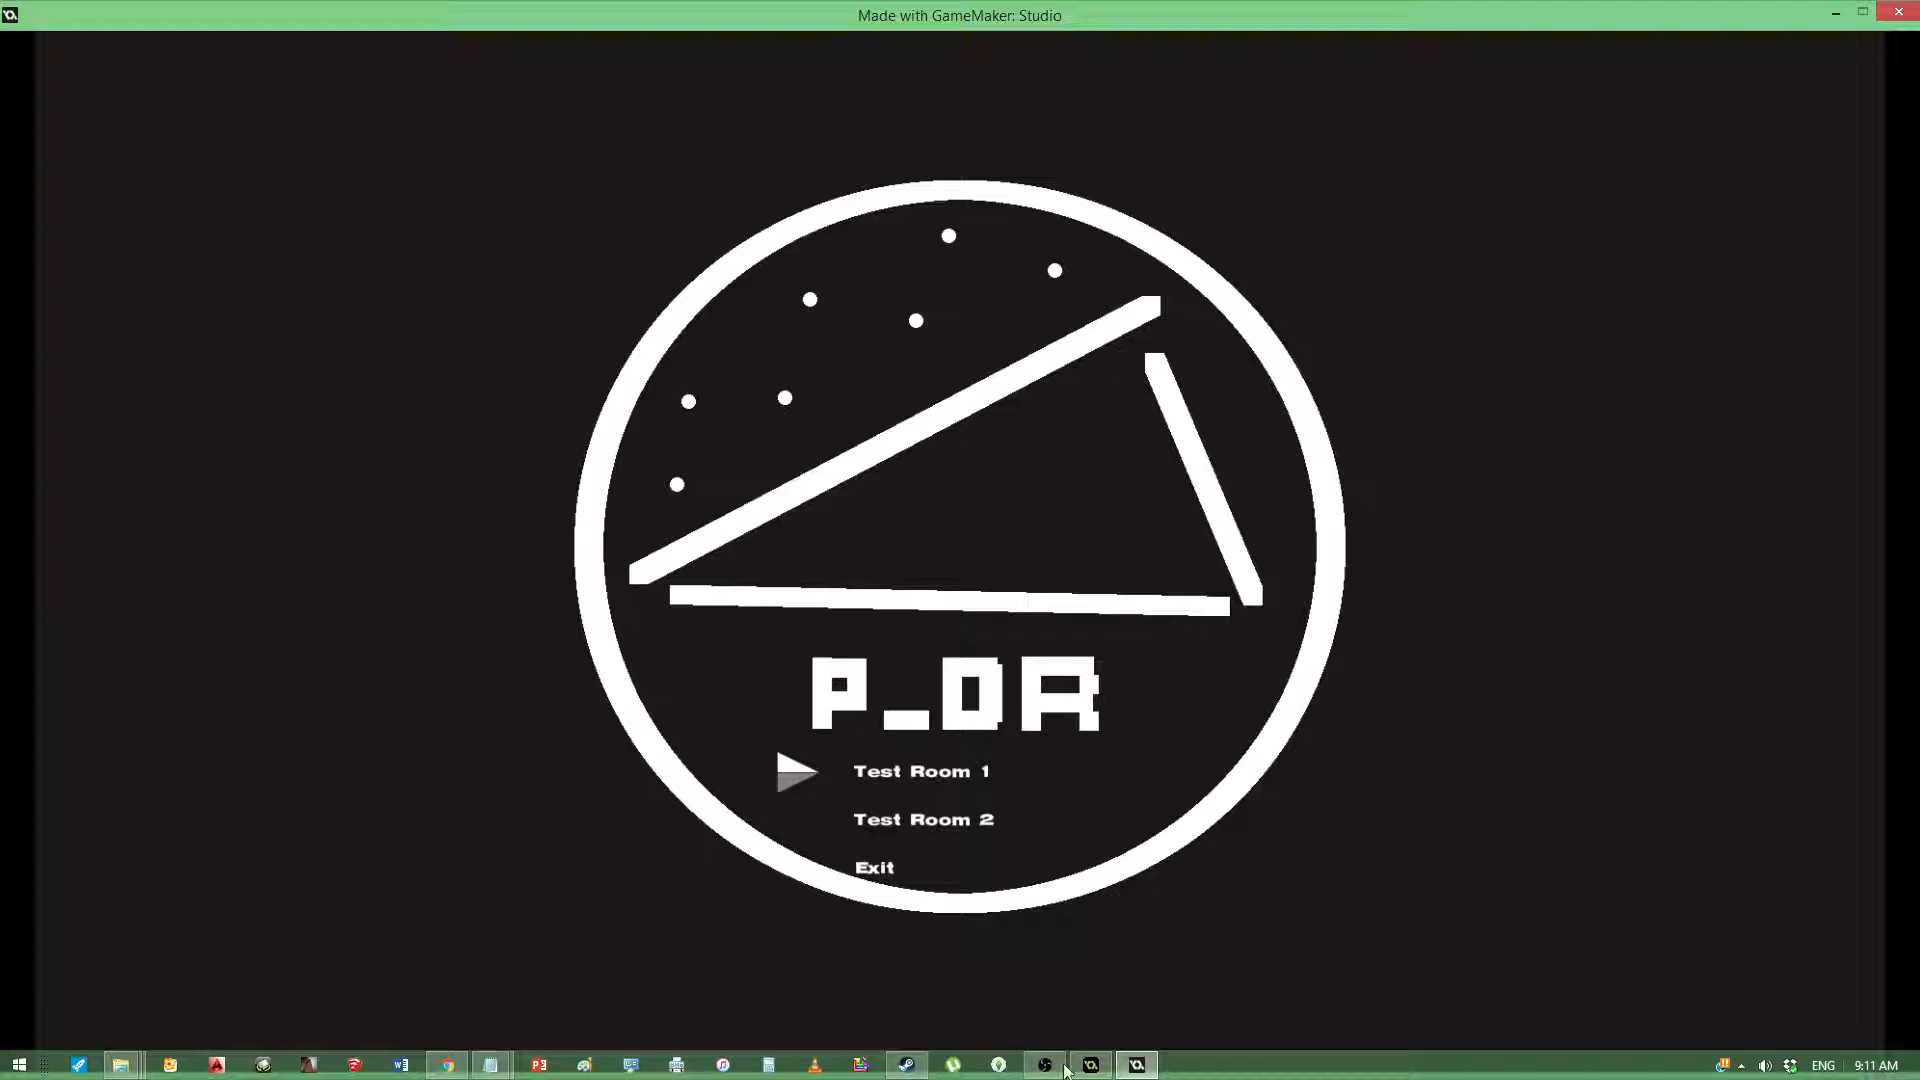 Made with GameMaker: Studio
P_OR
Test Room 1
Test Room 2
Exit
ENG
9:11 AM